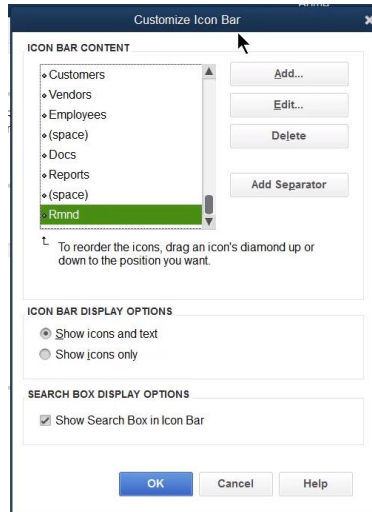 Customize Icon Bar
ICON BAR CONTENT
Customers
Vendors
Employees
(space)
Docs
Reports
(space)
Rmnd
Add...
Edit...
Delete
Add Separator
To reorder the icons, drag an icon's diamond up or
down to the position you want.
ICON BAR DISPLAY OPTIONS
Show icons and text
Show icons only
SEARCH BOX DISPLAY OPTIONS
Show Search Box in Icon Bar
OK
Cancel
Help